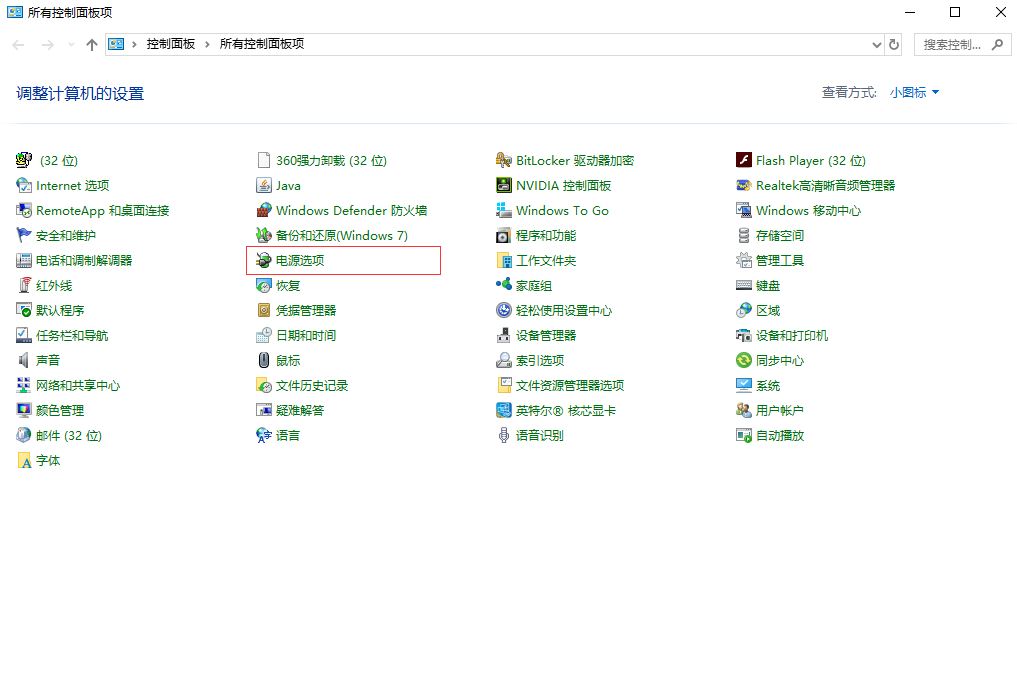 所有控制面板项
控制面板 所有控制面板项
搜索控制...
调整计算机的设置
查看方式: 小图标
(32 位) 360强力卸载 (32 位) BitLocker 驱动器加密 Flash Player (32 位)
Internet 选项 Java NVIDIA 控制面板 Realtek高清晰音频管理器
RemoteApp 和桌面连接 Windows Defender 防火墙 Windows To Go Windows 移动中心
安全和维护 备份和还原(Windows 7) 程序和功能 存储空间
电话和调制解调器 电源选项 工作文件夹 管理工具
红外线 恢复 家庭组 键盘
默认程序 凭据管理器 轻松使用设置中心 区域
任务栏和导航 日期和时间 设备管理器 设备和打印机
声音 鼠标 索引选项 同步中心
网络和共享中心 文件历史记录 文件资源管理器选项 系统
颜色管理 疑难解答 英特尔® 核芯显卡 用户帐户
邮件 (32 位) 语言 语音识别 自动播放
字体